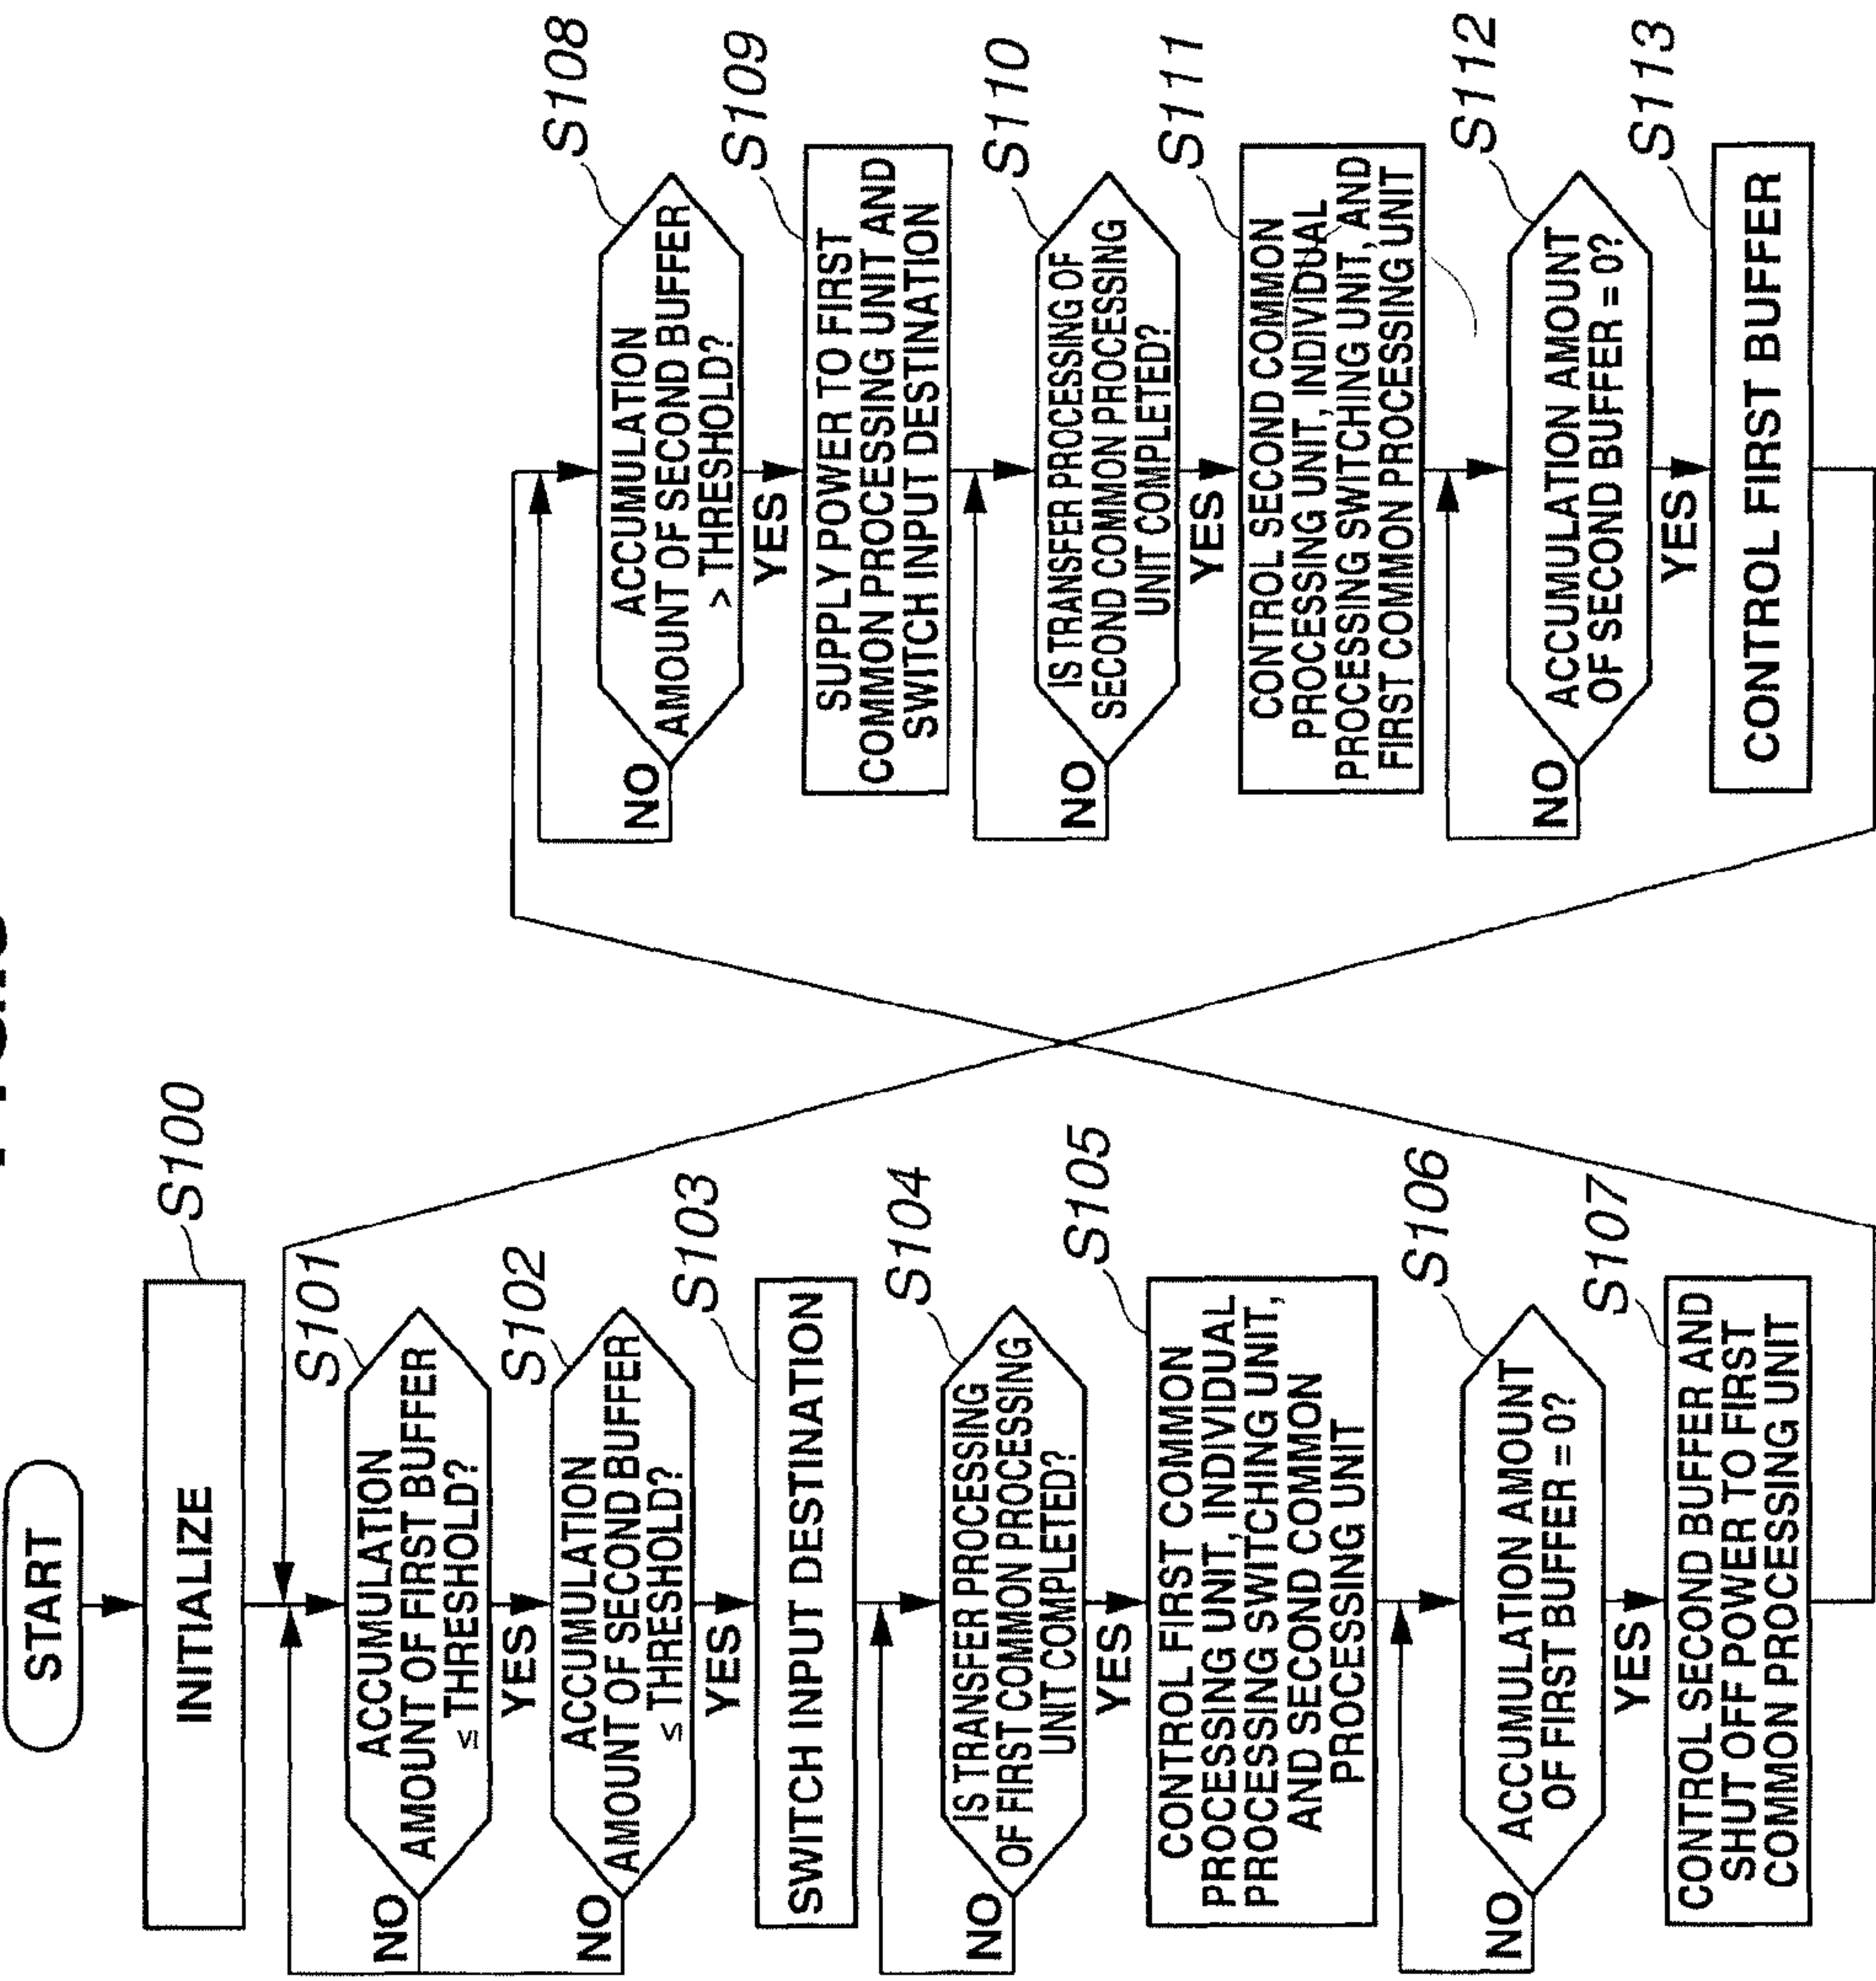 START
INITIALIZE
S100
ACCUMULATION
AMOUNT OF FIRST BUFFER
≤ THRESHOLD?
S101
NO
YES
ACCUMULATION
AMOUNT OF SECOND BUFFER
≤ THRESHOLD?
S102
NO
YES
SWITCH INPUT DESTINATION
S103
IS TRANSFER PROCESSING
OF FIRST COMMON PROCESSING
UNIT COMPLETED?
S104
NO
YES
CONTROL FIRST COMMON
PROCESSING UNIT, INDIVIDUAL
PROCESSING SWITCHING UNIT,
AND SECOND COMMON
PROCESSING UNIT
S105
ACCUMULATION AMOUNT
OF FIRST BUFFER = 0?
S106
NO
YES
CONTROL SECOND BUFFER AND
SHUT OFF POWER TO FIRST
COMMON PROCESSING UNIT
S107
ACCUMULATION
AMOUNT OF SECOND BUFFER
> THRESHOLD?
S108
NO
YES
SUPPLY POWER TO FIRST
COMMON PROCESSING UNIT AND
SWITCH INPUT DESTINATION
S109
IS TRANSFER PROCESSING OF
SECOND COMMON PROCESSING
UNIT COMPLETED?
S110
NO
YES
CONTROL SECOND COMMON
PROCESSING UNIT, INDIVIDUAL
PROCESSING SWITCHING UNIT, AND
FIRST COMMON PROCESSING UNIT
S111
ACCUMULATION AMOUNT
OF SECOND BUFFER = 0?
S112
NO
YES
CONTROL FIRST BUFFER
S113